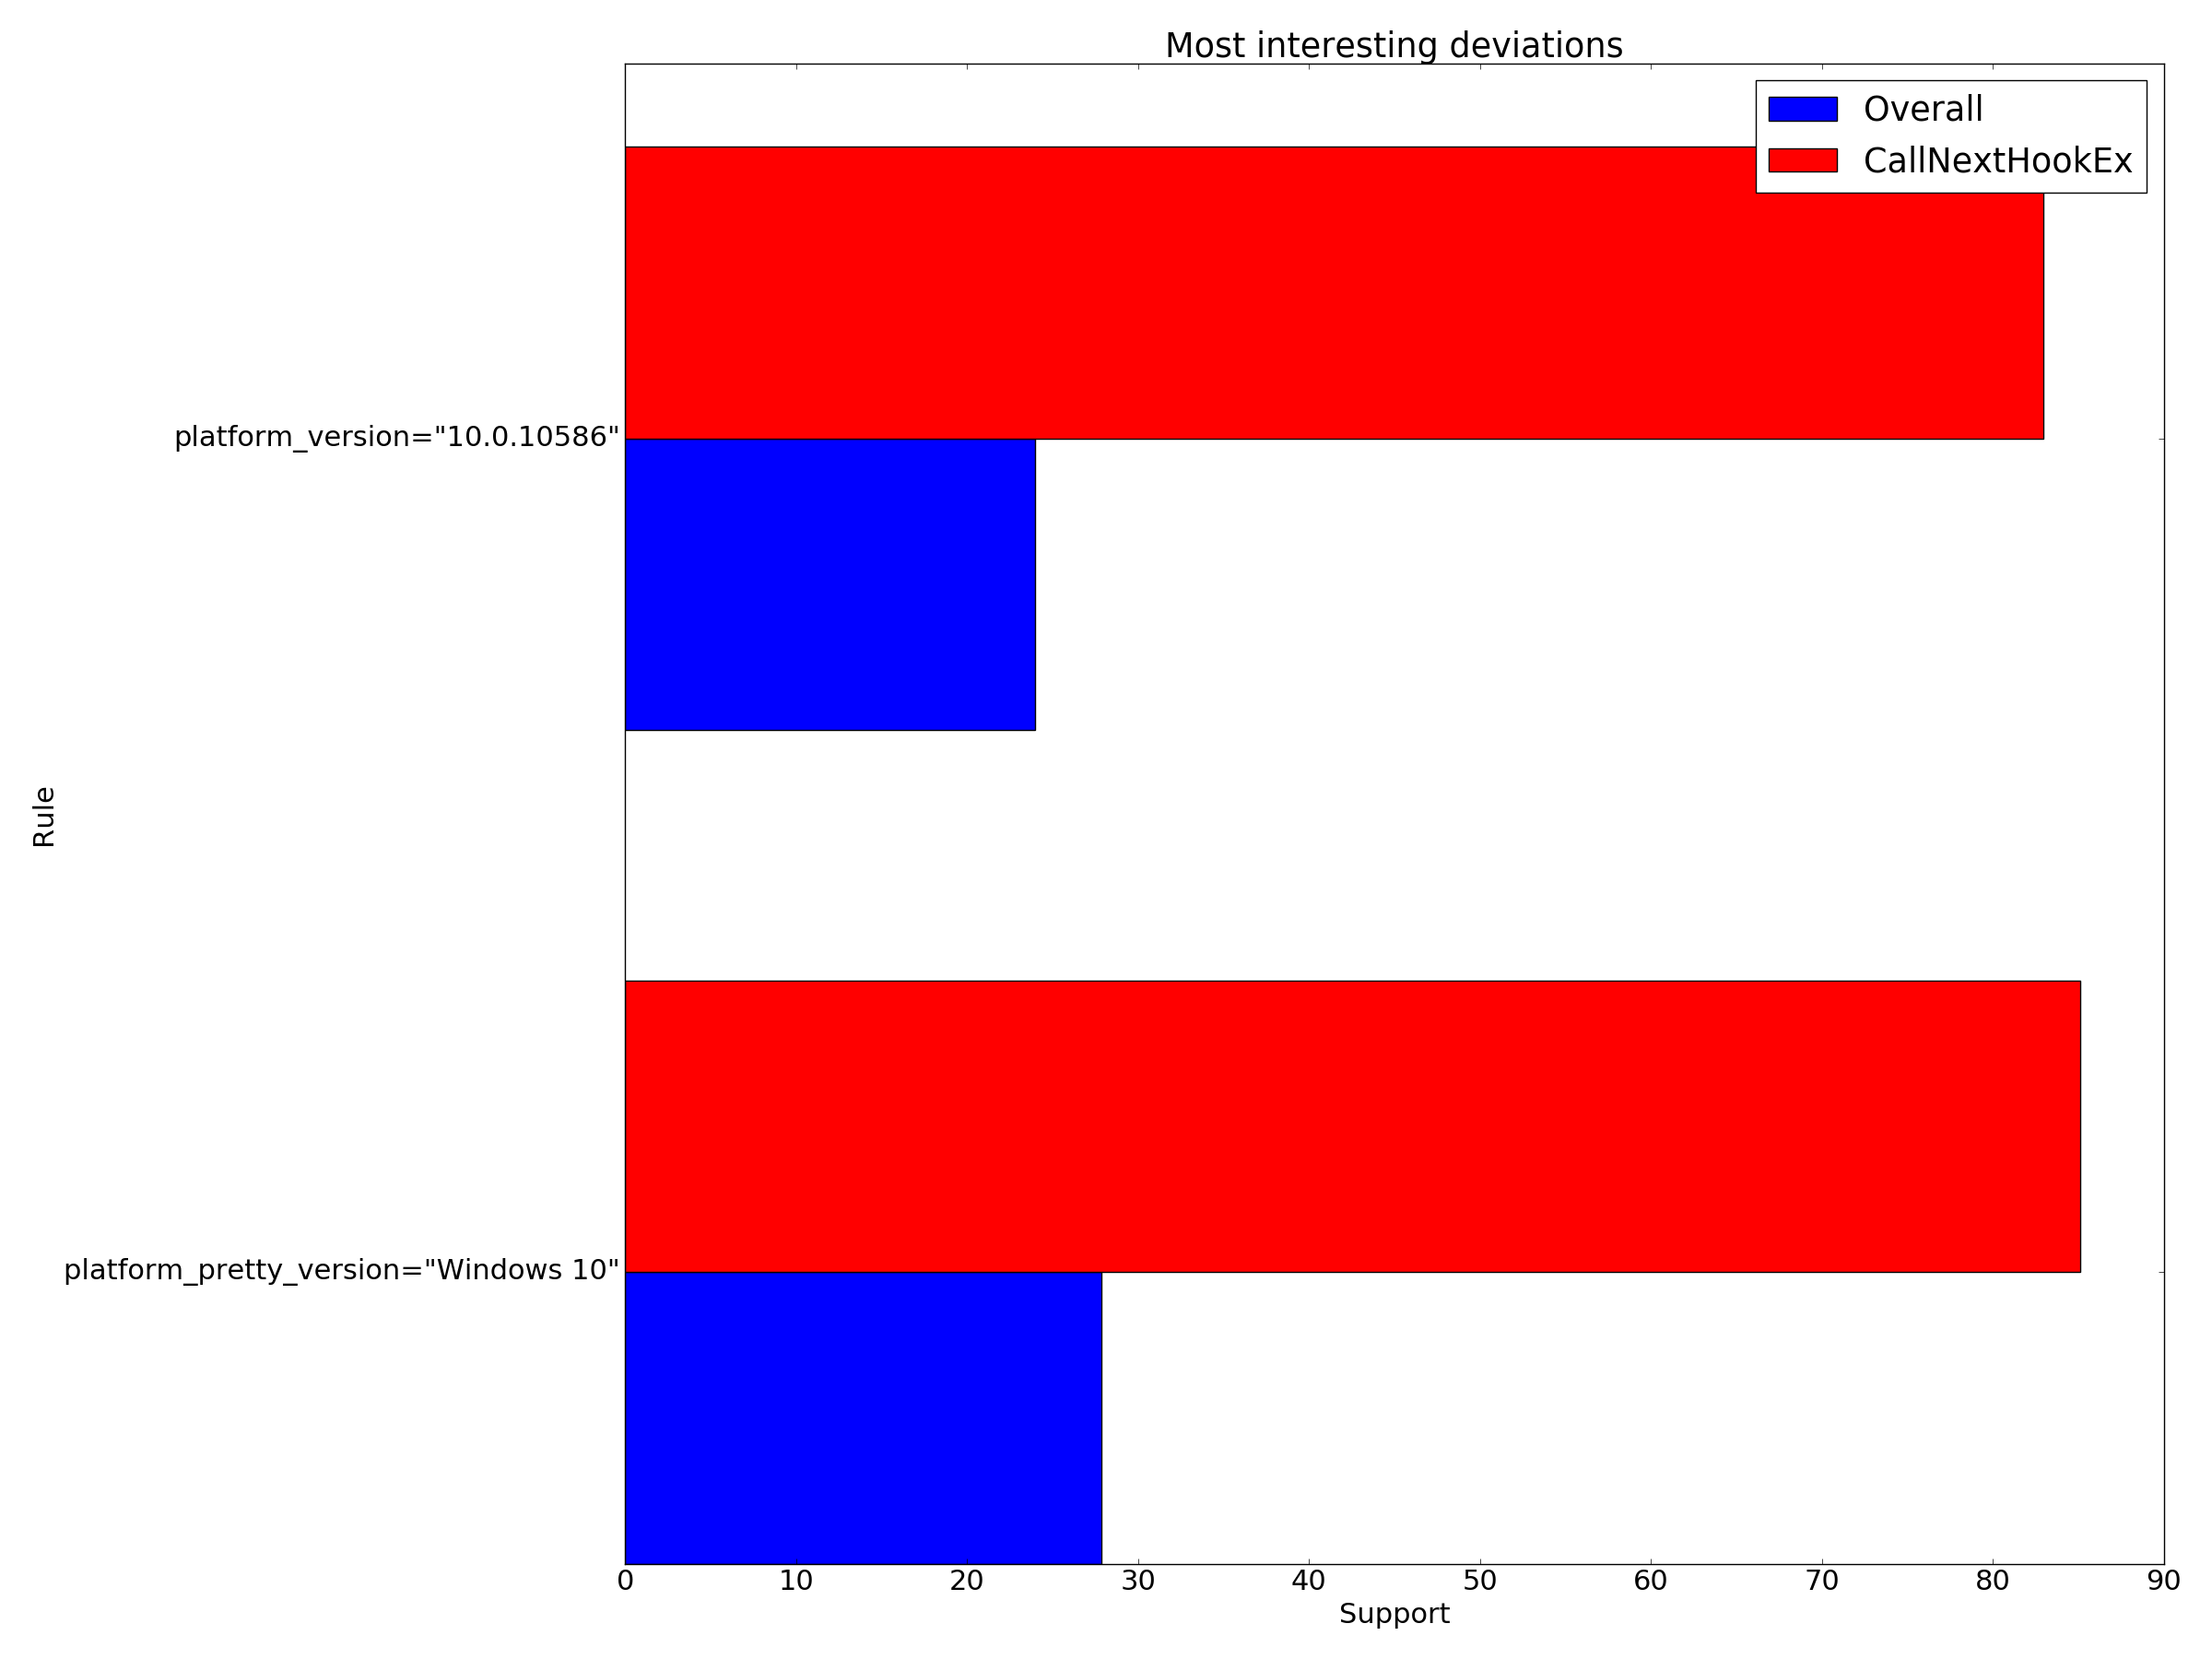 Most interesting deviations
Overall
CallNextHookEx
platform_version="10.0.10586"
Rule
platform_pretty_version="Windows 10"
0 10 20 30 40 50 60 70 80 90
Support